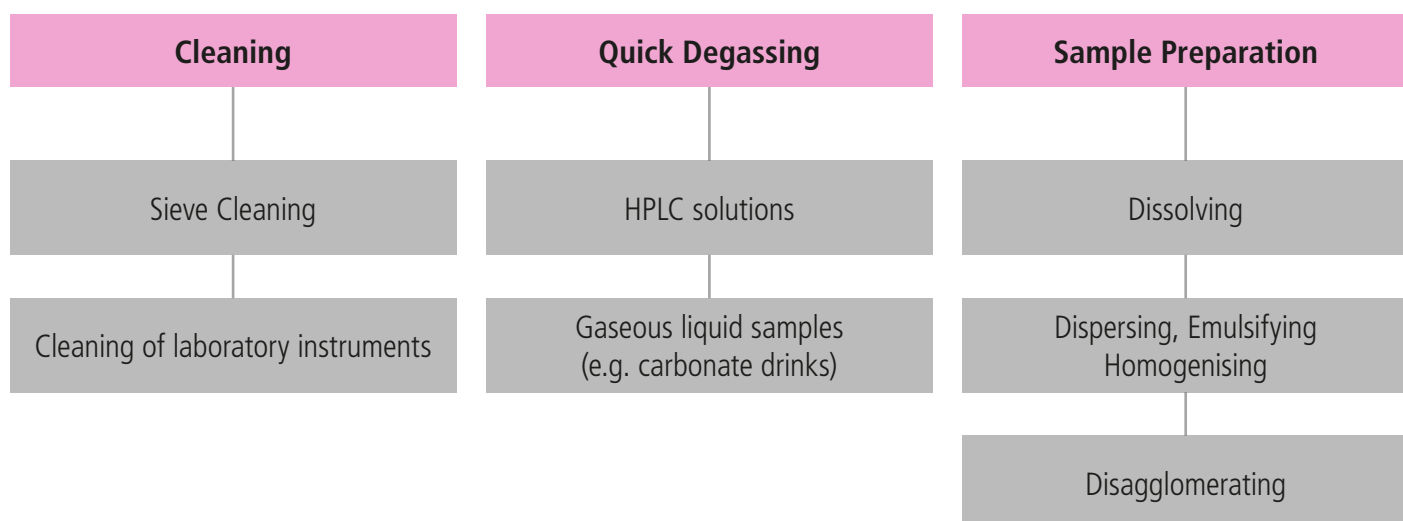 Cleaning
Sieve Cleaning
Cleaning of laboratory instruments
Quick Degassing
HPLC solutions
Gaseous liquid samples
(e.g. carbonate drinks)
Sample Preparation
Dissolving
Dispersing, Emulsifying
Homogenising
Disagglomerating